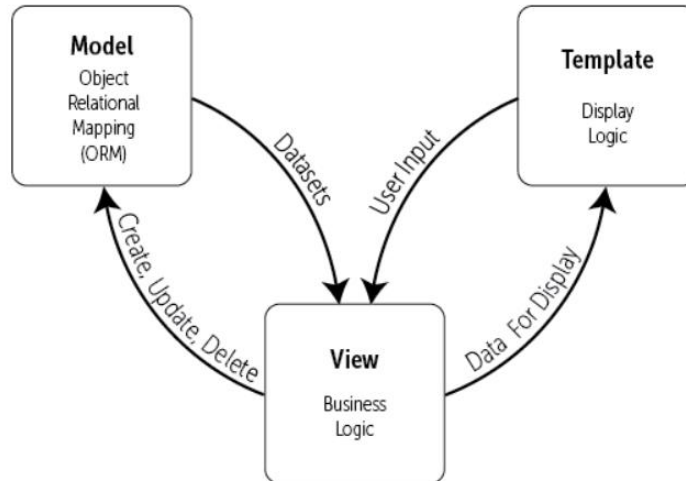 Model
Object
Relational
Mapping
(ORM)
Template
Display
Logic
Datasets
User Input
Create, Update, Delete
Data For Display
View
Business
Logic